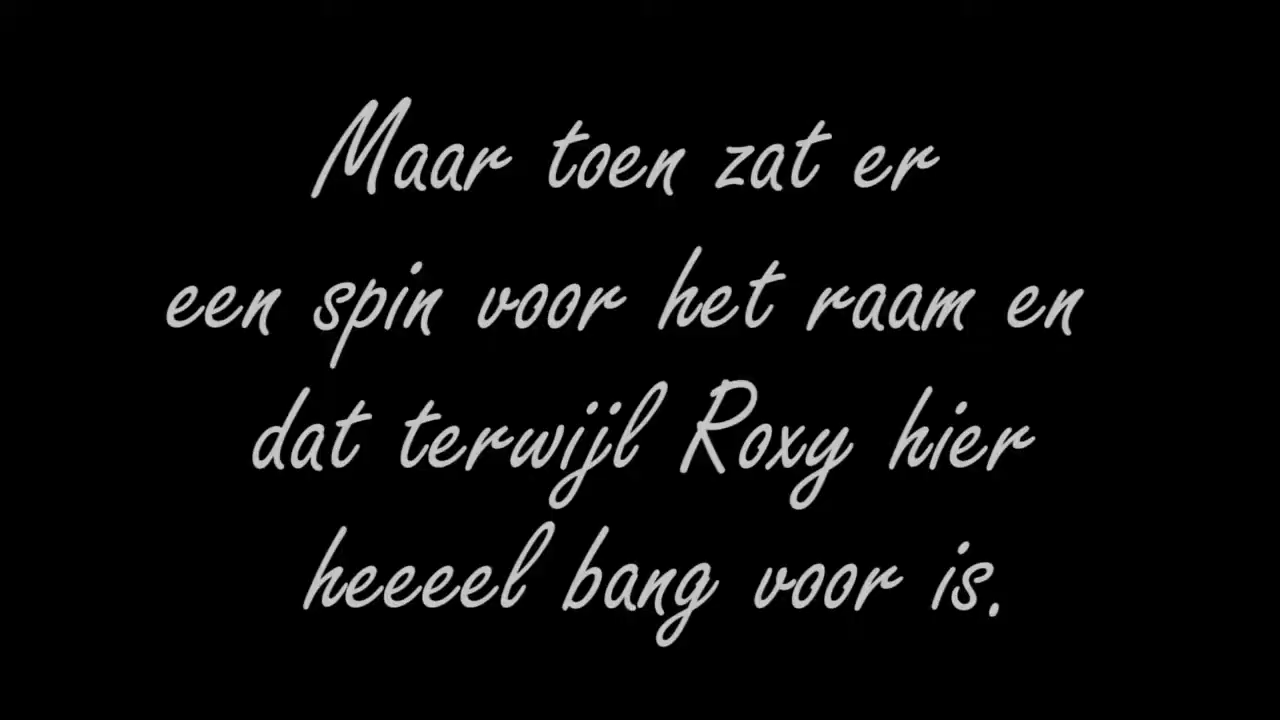 Maar toen zat er
een spin voor het raam en
dat terwijl Roxy hier
heeeel bang voor is.